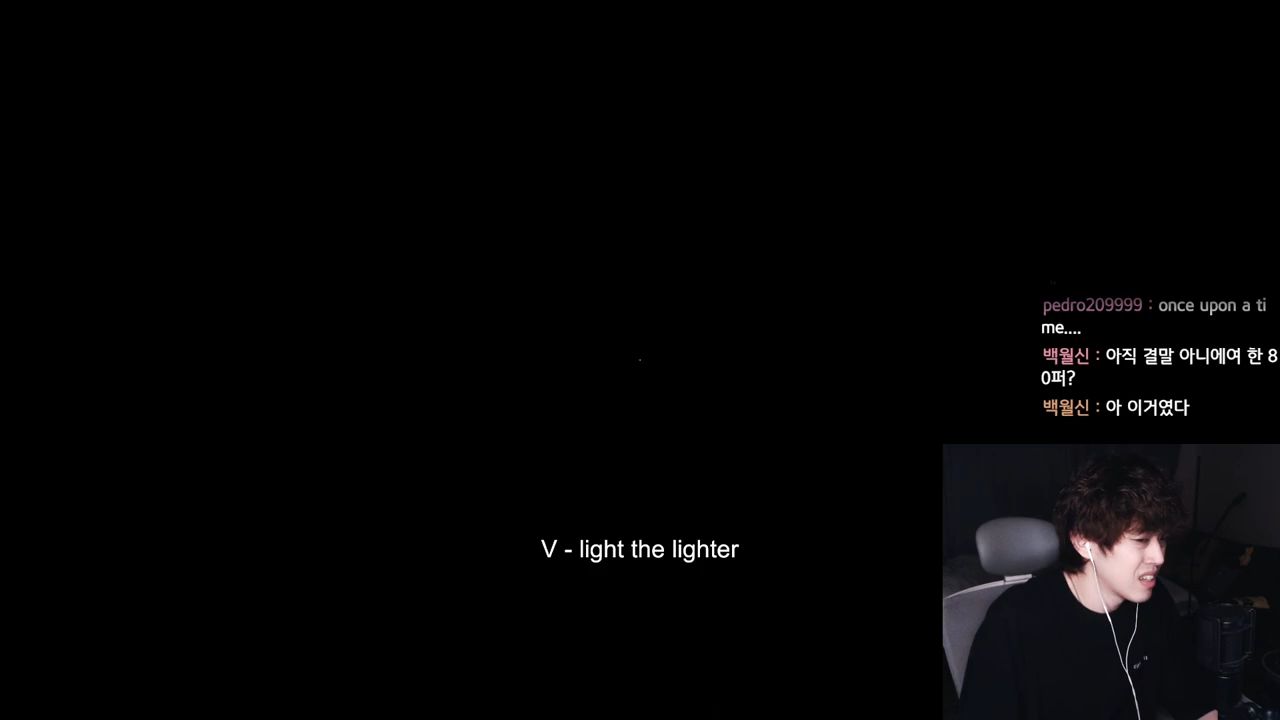 pedro209999 : once upon a ti
me....
백월신 : 아직 결말 아니에여 한 8
0퍼?
백월신 : 아 이거였다
V - light the lighter